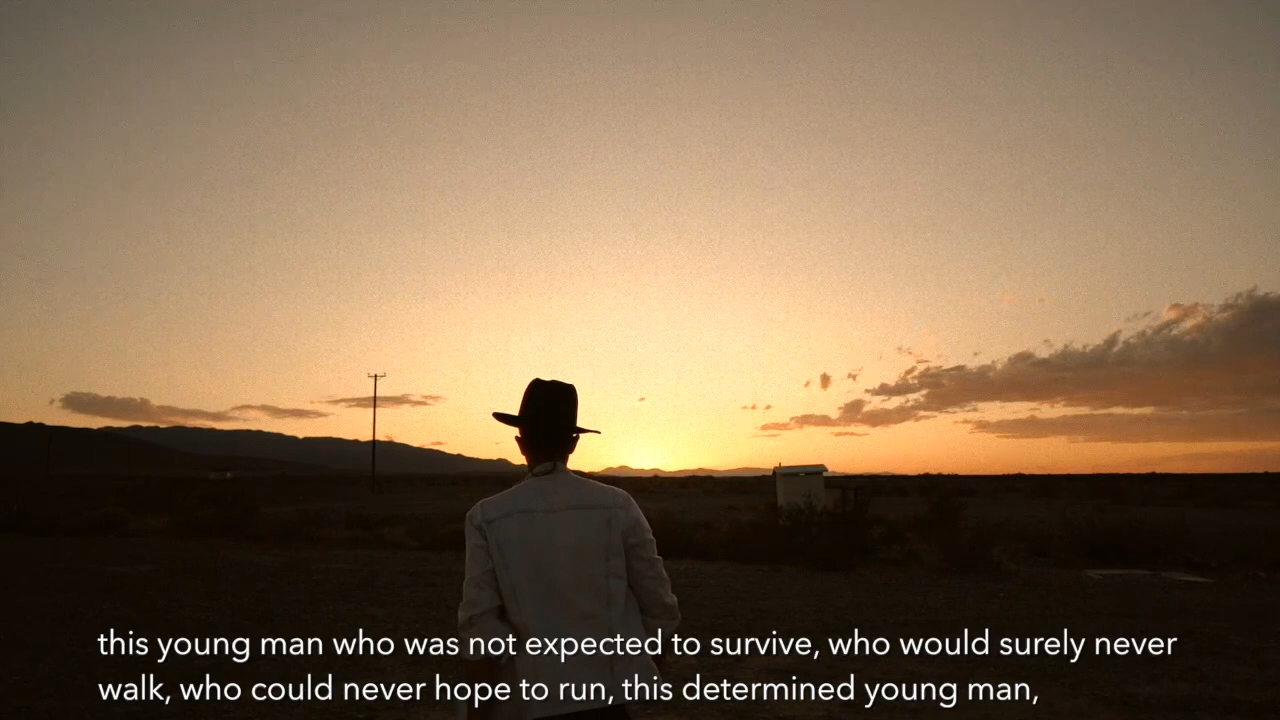 this young man who was not expected to survive, who would surely never
walk, who could never hope to run, this determined young man,